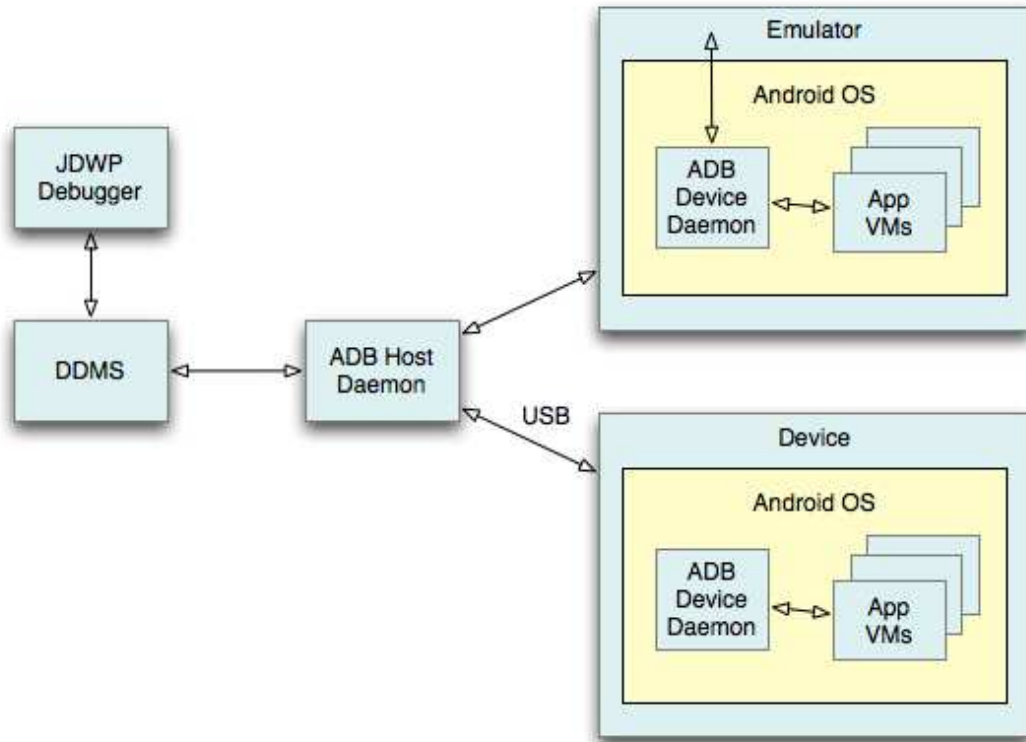 JDWP
Debugger
DDMS
ADB Host
Daemon
USB
Emulator
Android OS
ADB
Device
Daemon
App
VMs
Device
Android OS
ADB
Device
Daemon
App
VMs